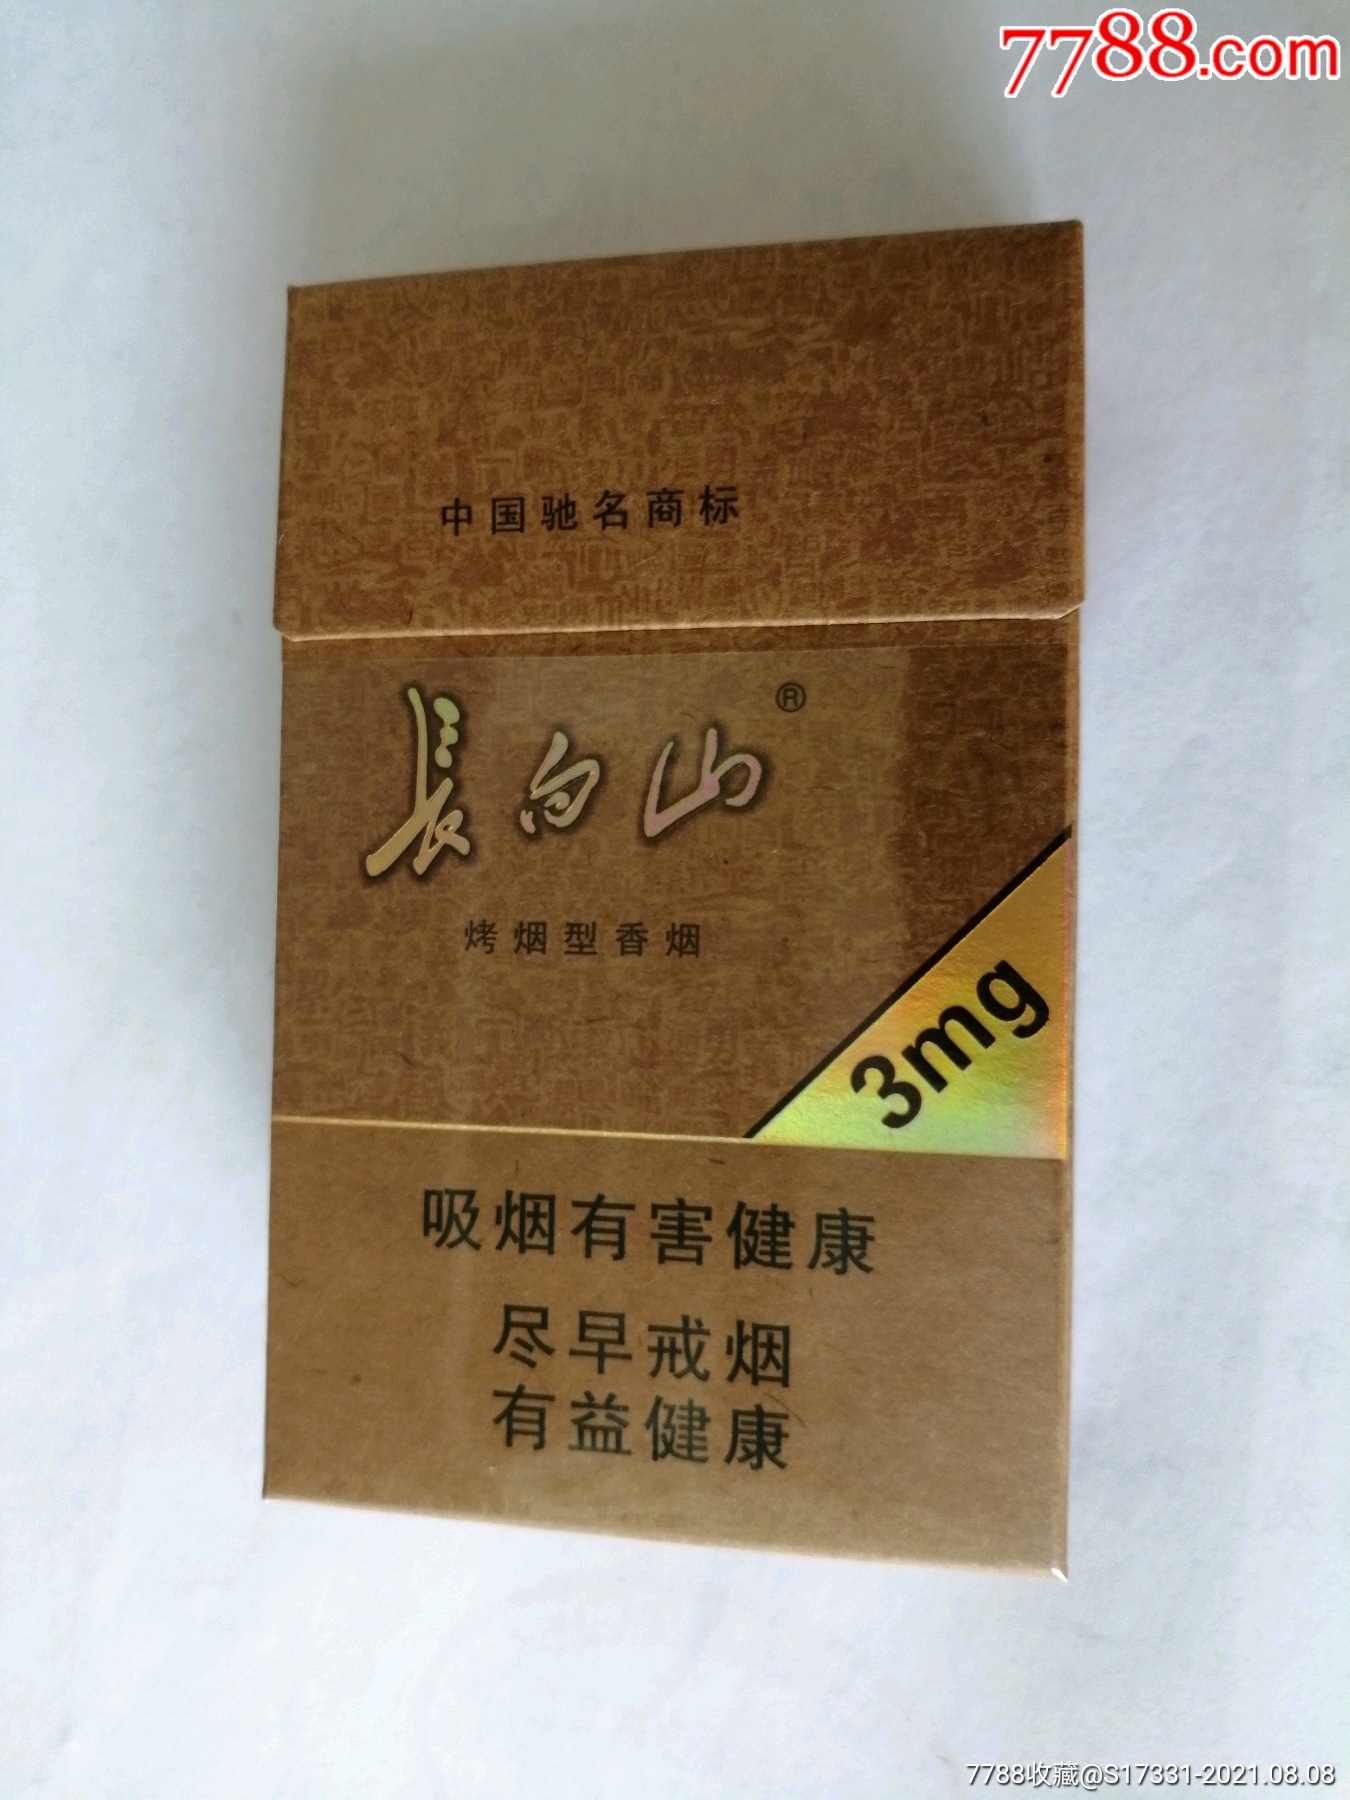 7788.com
中国驰名商标
長白山®
烤烟型香烟
3mg
吸烟有害健康
尽早戒烟
有益健康
7788收藏@S17331-2021.08.08